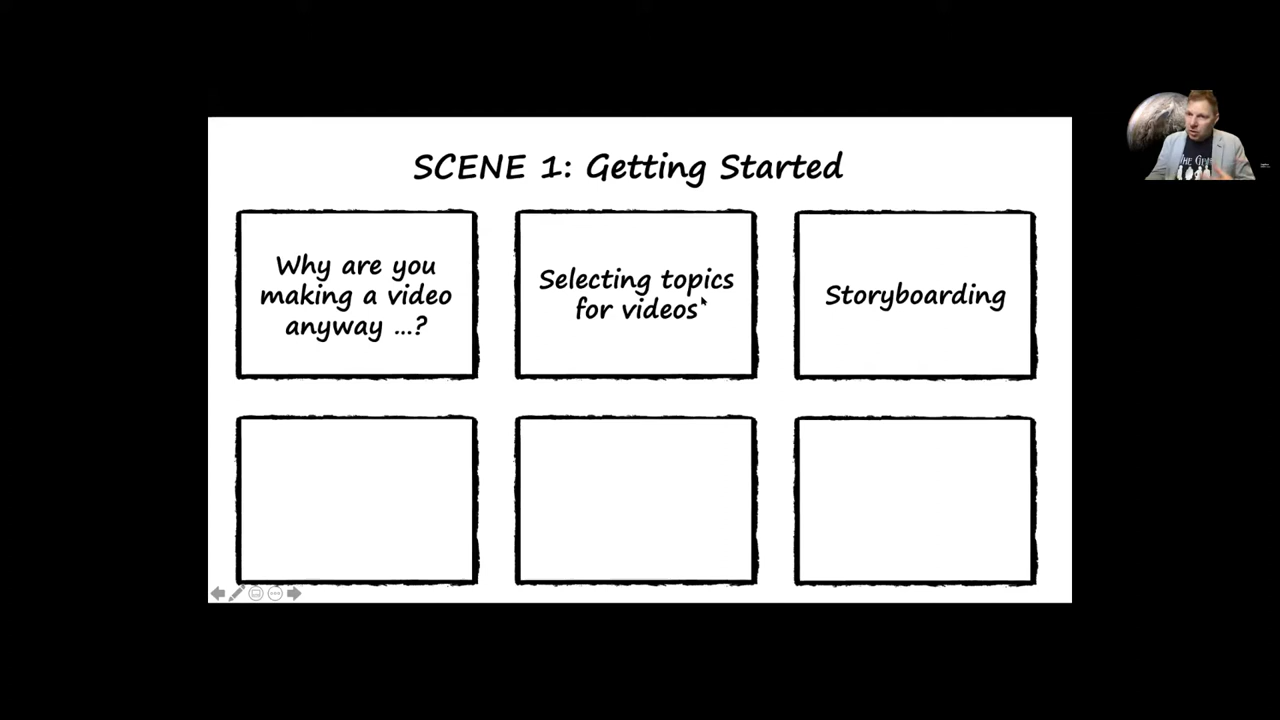 SCENE 1: Getting Started
Why are you
making a video
anyway ...?
Selecting topics
for videos
Storyboarding